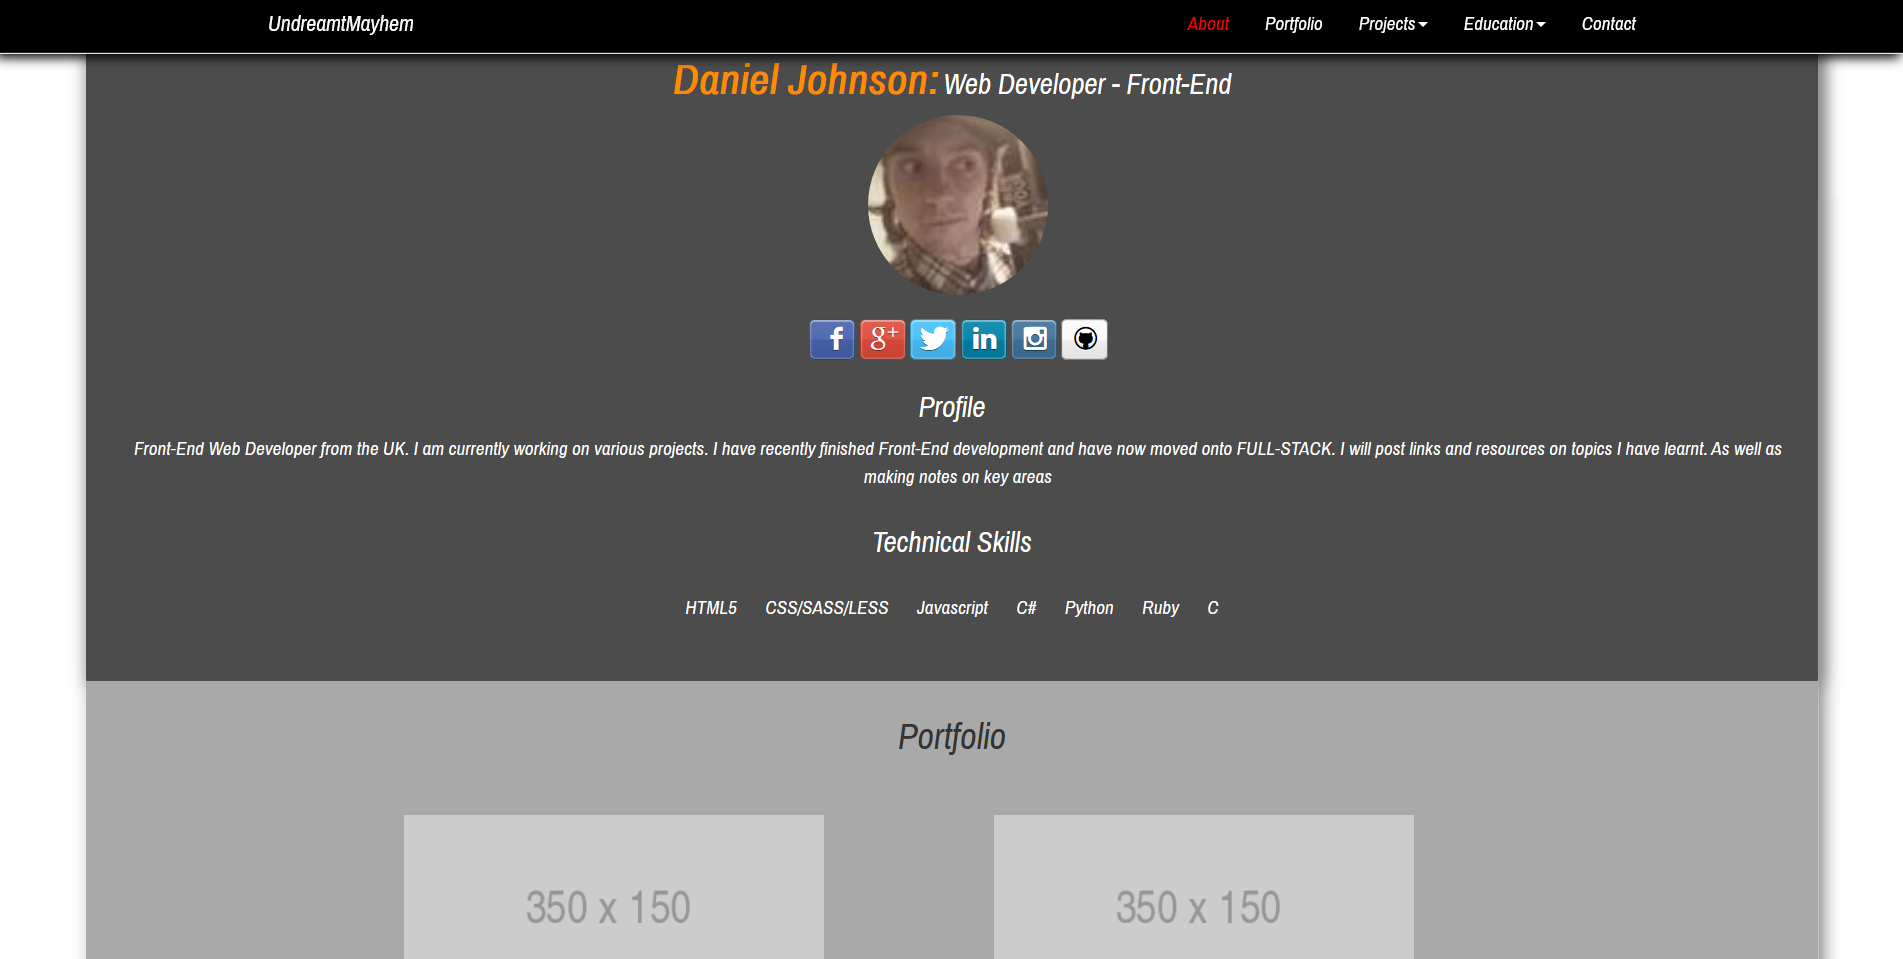 UndreamtMayhem About Portfolio Projects Education Contact
Daniel Johnson: Web Developer - Front-End
f g+ in
Profile
Front-End Web Developer from the UK. I am currently working on various projects. I have recently finished Front-End development and have now moved onto FULL-STACK. I will post links and resources on topics I have learnt. As well as
making notes on key areas
Technical Skills
HTML5 CSS/SASS/LESS Javascript C# Python Ruby C
Portfolio
350 x 150 350 x 150